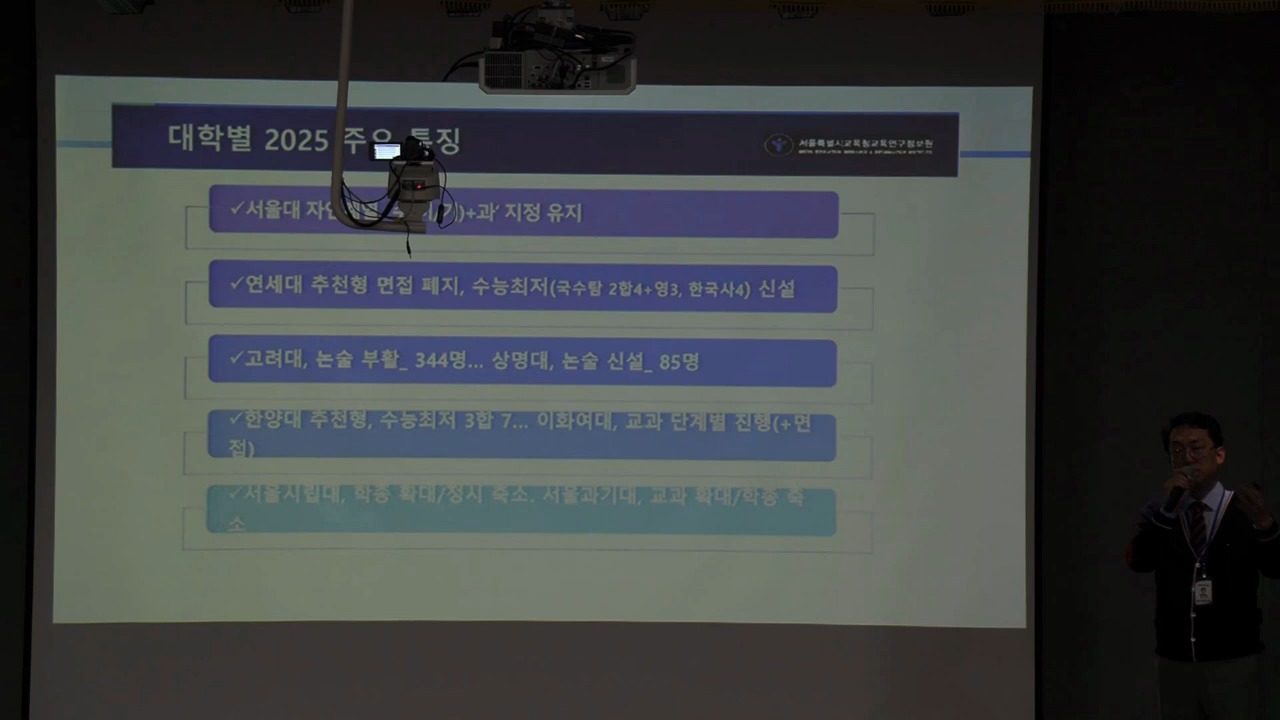 대학별 2025 주요 특징
서울특별시교육청교육연구정보원
✓서울대 자연 지정 유지
✓연세대 추천형 면접 폐지, 수능최저(국수탐 2합4+영3, 한국사4) 신설
✓고려대, 논술 부활_ 344명... 상명대, 논술 신설_ 85명
✓한양대 추천형, 수능최저 3합 7... 이화여대, 교과 단계별 진형(+면
접)
✓서울시립대, 학종 확대/정시 축소. 서울과기대, 교과 확대/학종 축
소